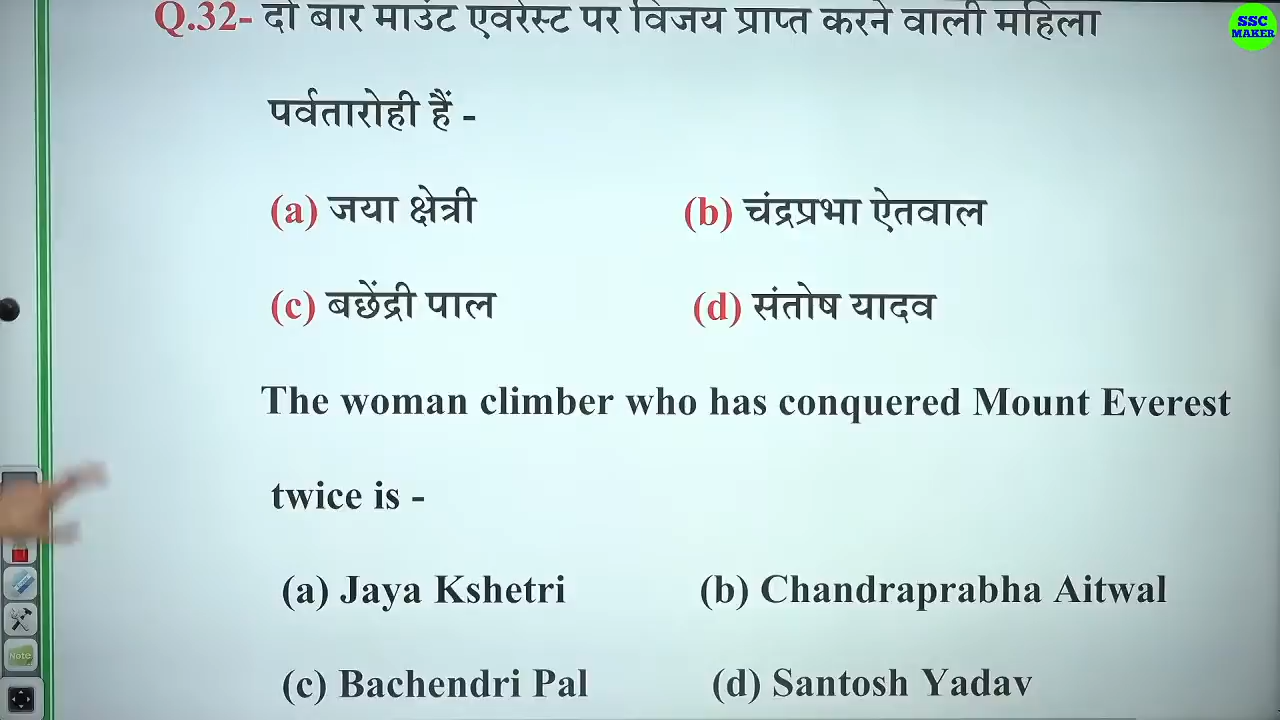 SSC
MAKER
Q.32- दो बार माउंट एवरेस्ट पर विजय प्राप्त करने वाली महिला
पर्वतारोही हैं -
(a) जया क्षेत्री (b) चंद्रप्रभा ऐतवाल
(c) बछेंद्री पाल (d) संतोष यादव
The woman climber who has conquered Mount Everest
twice is -
(a) Jaya Kshetri (b) Chandraprabha Aitwal
(c) Bachendri Pal (d) Santosh Yadav
Note